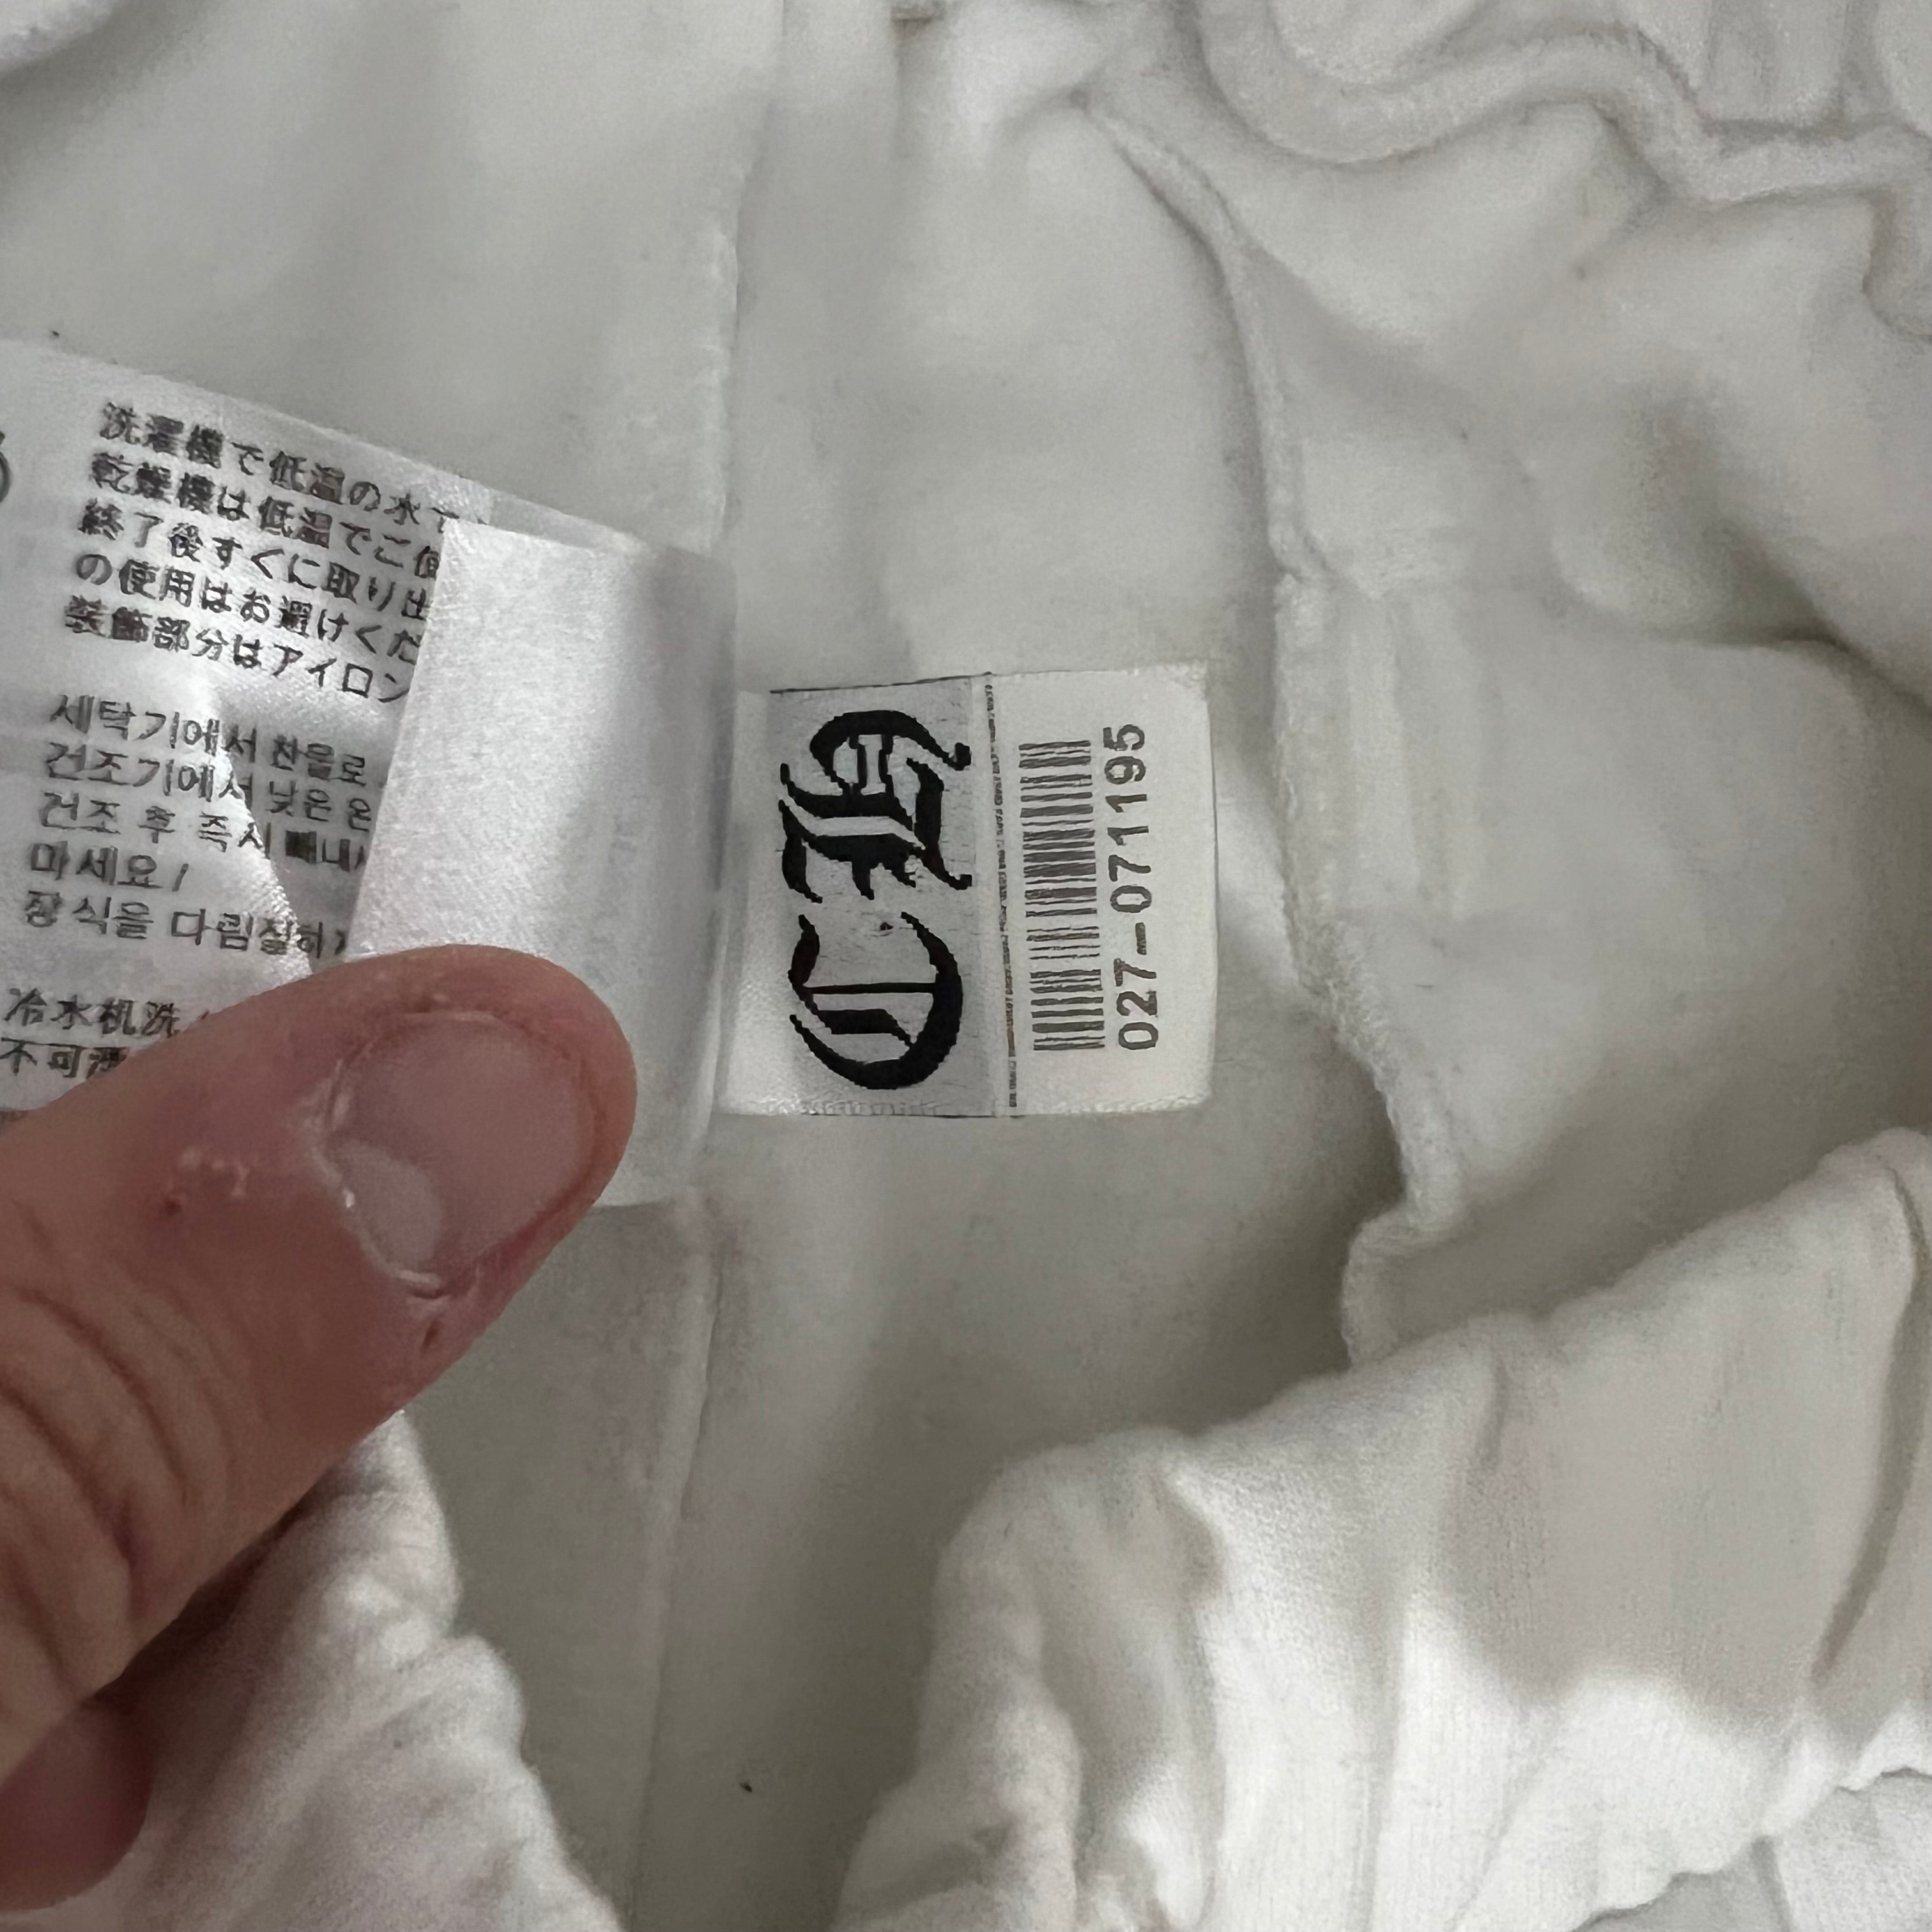 洗濯機で低温の水で
乾燥機は低温でご使
終了後すぐに取り出
の使用はお避けくだ
装飾部分はアイロン
세탁기에서 찬물로
건조기에서 낮은 온
건조 후 즉시 빼내
마세요/
장식을 다림질하지
冷水机洗
不可漂
CH
027-071195